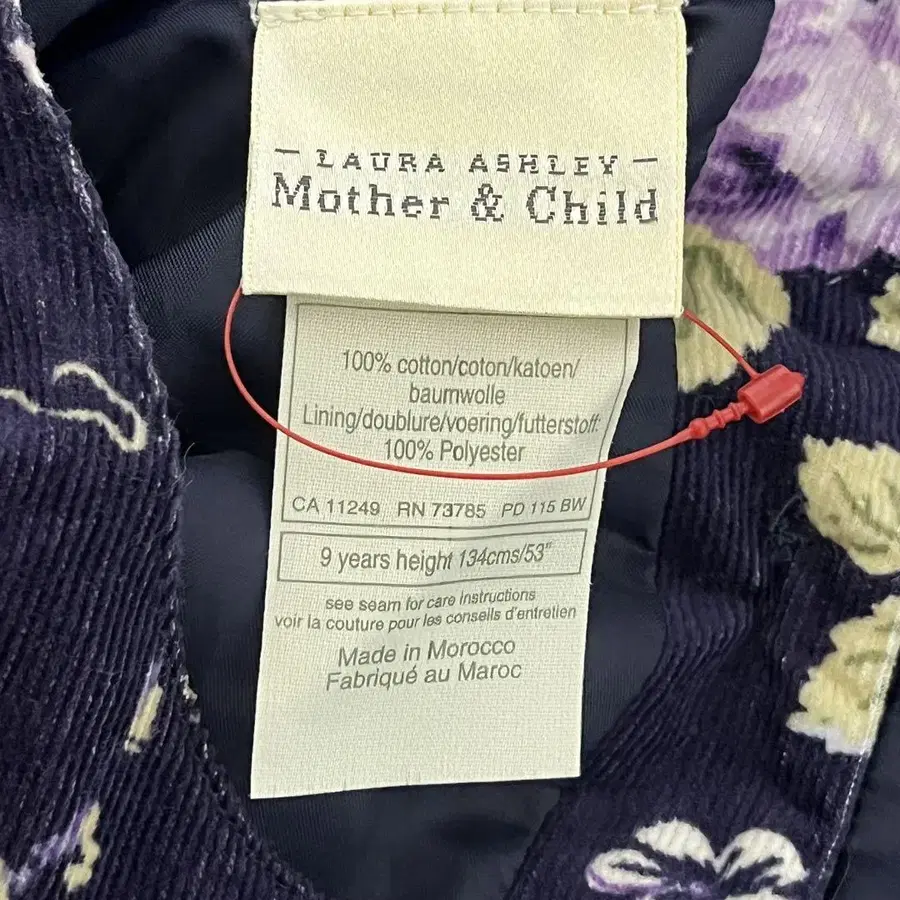 LAURA ASHLEY
Mother & Child
100% cotton/coton/katoen/
baumwolle
Lining/doublure/voering/futterstoff:
100% Polyester
CA 11249 RN 73785 PD 115 BW
9 years height 134cms/53"
see seam for care instructions
voir la couture pour les conseils d'entretien
Made in Morocco
Fabriqué au Maroc